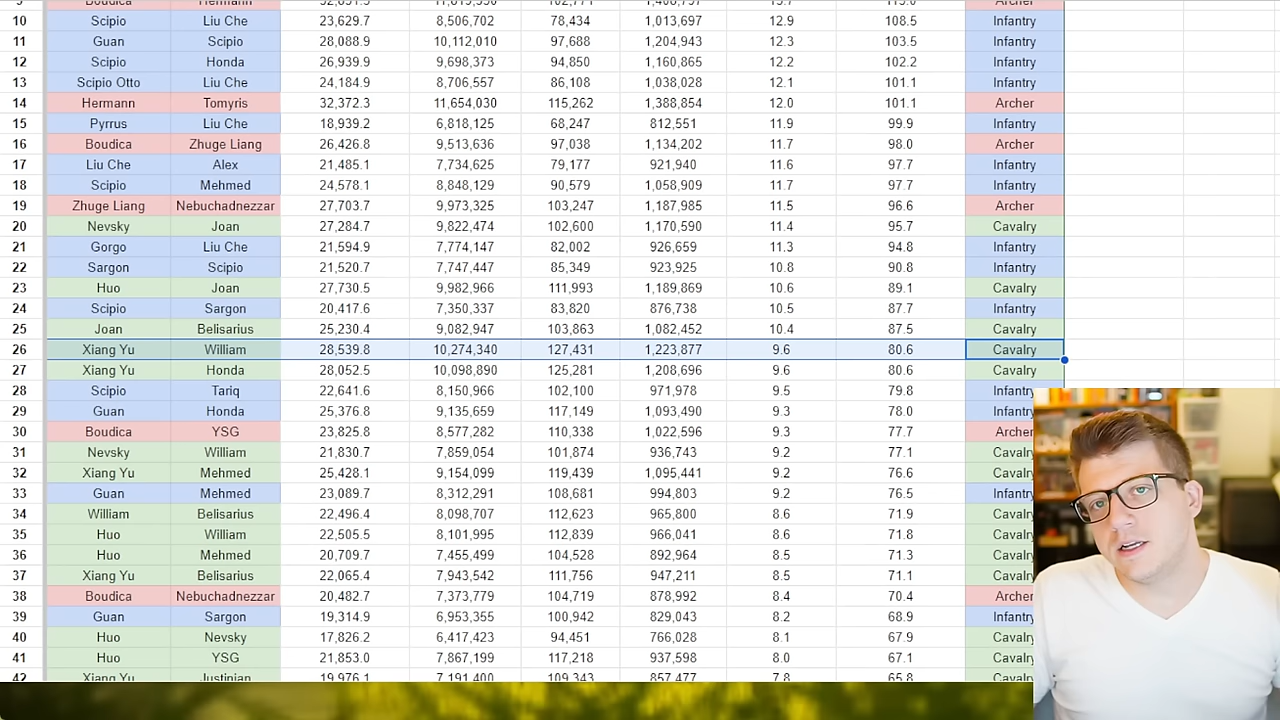 10 Scipio Liu Che 23,629.7 8,506,702 78,434 1,013,697 12.9 108.5 Infantry
11 Guan Scipio 28,088.9 10,112,010 97,688 1,204,943 12.3 103.5 Infantry
12 Scipio Honda 26,939.9 9,698,373 94,850 1,160,865 12.2 102.2 Infantry
13 Scipio Otto Liu Che 24,184.9 8,706,557 86,108 1,038,028 12.1 101.1 Infantry
14 Hermann Tomyris 32,372.3 11,654,030 115,262 1,388,854 12.0 101.1 Archer
15 Pyrrus Liu Che 18,939.2 6,818,125 68,247 812,551 11.9 99.9 Infantry
16 Boudica Zhuge Liang 26,426.8 9,513,636 97,038 1,134,202 11.7 98.0 Archer
17 Liu Che Alex 21,485.1 7,734,625 79,177 921,940 11.6 97.7 Infantry
18 Scipio Mehmed 24,578.1 8,848,129 90,579 1,058,909 11.7 97.7 Infantry
19 Zhuge Liang Nebuchadnezzar 27,703.7 9,973,325 103,247 1,187,985 11.5 96.6 Archer
20 Nevsky Joan 27,284.7 9,822,474 102,600 1,170,590 11.4 95.7 Cavalry
21 Gorgo Liu Che 21,594.9 7,774,147 82,002 926,659 11.3 94.8 Infantry
22 Sargon Scipio 21,520.7 7,747,447 85,349 923,925 10.8 90.8 Infantry
23 Huo Joan 27,730.5 9,982,966 111,993 1,189,869 10.6 89.1 Cavalry
24 Scipio Sargon 20,417.6 7,350,337 83,820 876,738 10.5 87.7 Infantry
25 Joan Belisarius 25,230.4 9,082,947 103,863 1,082,452 10.4 87.5 Cavalry
26 Xiang Yu William 28,539.8 10,274,340 127,431 1,223,877 9.6 80.6 Cavalry
27 Xiang Yu Honda 28,052.5 10,098,890 125,281 1,208,696 9.6 80.6 Cavalry
28 Scipio Tariq 22,641.6 8,150,966 102,100 971,978 9.5 79.8 Infantry
29 Guan Honda 25,376.8 9,135,659 117,149 1,093,490 9.3 78.0 Infantry
30 Boudica YSG 23,825.8 8,577,282 110,338 1,022,596 9.3 77.7 Archer
31 Nevsky William 21,830.7 7,859,054 101,874 936,743 9.2 77.1 Cavalry
32 Xiang Yu Mehmed 25,428.1 9,154,099 119,439 1,095,441 9.2 76.6 Cavalry
33 Guan Mehmed 23,089.7 8,312,291 108,681 994,803 9.2 76.5 Infantry
34 William Belisarius 22,496.4 8,098,707 112,623 965,800 8.6 71.9 Cavalry
35 Huo William 22,505.5 8,101,995 112,839 966,041 8.6 71.8 Cavalry
36 Huo Mehmed 20,709.7 7,455,499 104,528 892,964 8.5 71.3 Cavalry
37 Xiang Yu Belisarius 22,065.4 7,943,542 111,756 947,211 8.5 71.1 Cavalry
38 Boudica Nebuchadnezzar 20,482.7 7,373,779 104,719 878,992 8.4 70.4 Archer
39 Guan Sargon 19,314.9 6,953,355 100,942 829,043 8.2 68.9 Infantry
40 Huo Nevsky 17,826.2 6,417,423 94,451 766,028 8.1 67.9 Cavalry
41 Huo YSG 21,853.0 7,867,199 117,218 937,598 8.0 67.1 Cavalry
42 Xiang Yu Justinian 19,976.1 7,191,400 109,343 857,477 7.8 65.8 Cavalry